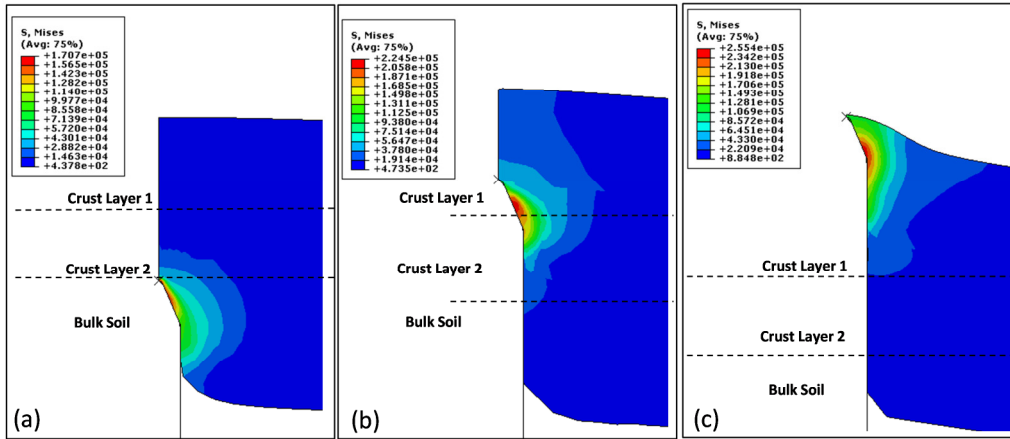 S, Mises
(Avg: 75%)
+1.707e+05
+1.565e+05
+1.423e+05
+1.282e+05
+1.140e+05
+9.977e+04
+8.558e+04
+7.139e+04
+5.720e+04
+4.301e+04
+2.882e+04
+1.463e+04
+4.378e+02
Crust Layer 1
Crust Layer 2
Bulk Soil
(a)
S, Mises
(Avg: 75%)
+2.245e+05
+2.058e+05
+1.871e+05
+1.685e+05
+1.498e+05
+1.311e+05
+1.125e+05
+9.380e+04
+7.514e+04
+5.647e+04
+3.780e+04
+1.914e+04
+4.735e+02
Crust Layer 1
Crust Layer 2
Bulk Soil
(b)
S, Mises
(Avg: 75%)
+2.554e+05
+2.342e+05
+2.130e+05
+1.918e+05
+1.706e+05
+1.493e+05
+1.281e+05
+1.069e+05
+8.572e+04
+6.451e+04
+4.330e+04
+2.209e+04
+8.848e+02
Crust Layer 1
Crust Layer 2
Bulk Soil
(c)